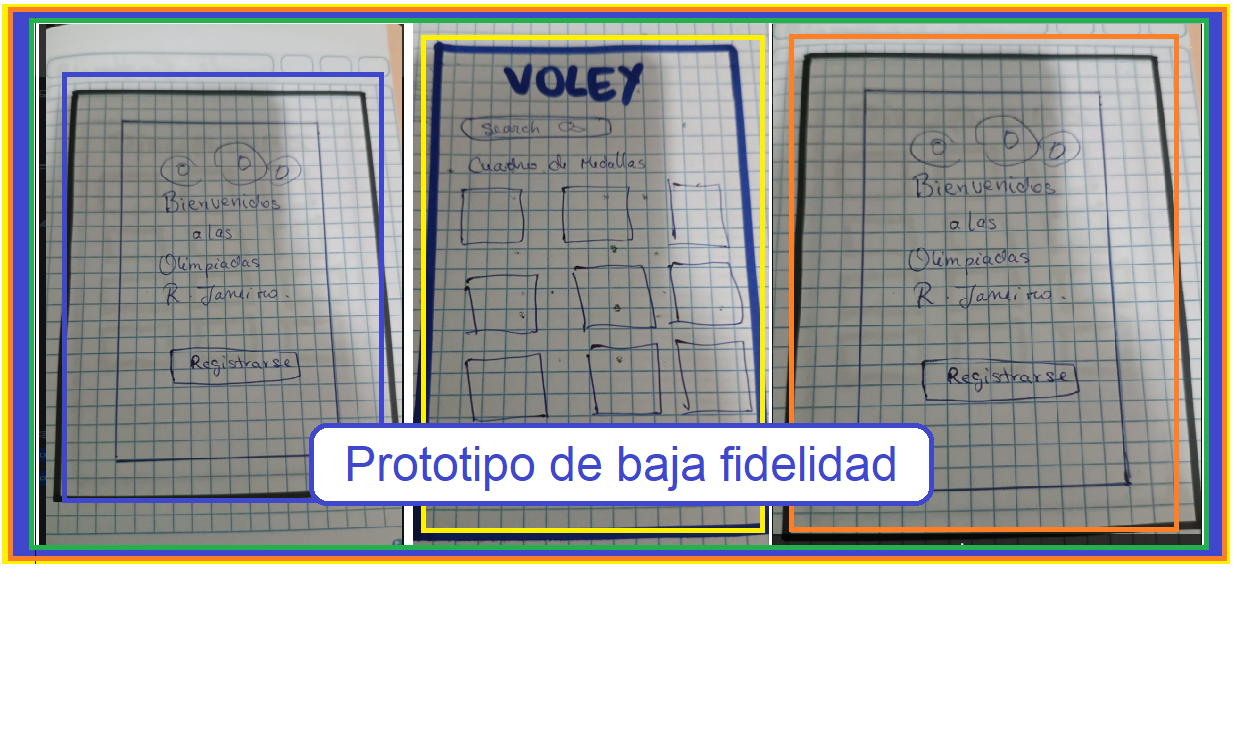 Bienvenidos
a las
Olimpiadas
R. Janeiro.
Registrarse
VOLEY
Search
Cuadro de Medallas
Bienvenidos
a las
Olimpiadas
R. Janeiro.
Registrarse
Prototipo de baja fidelidad